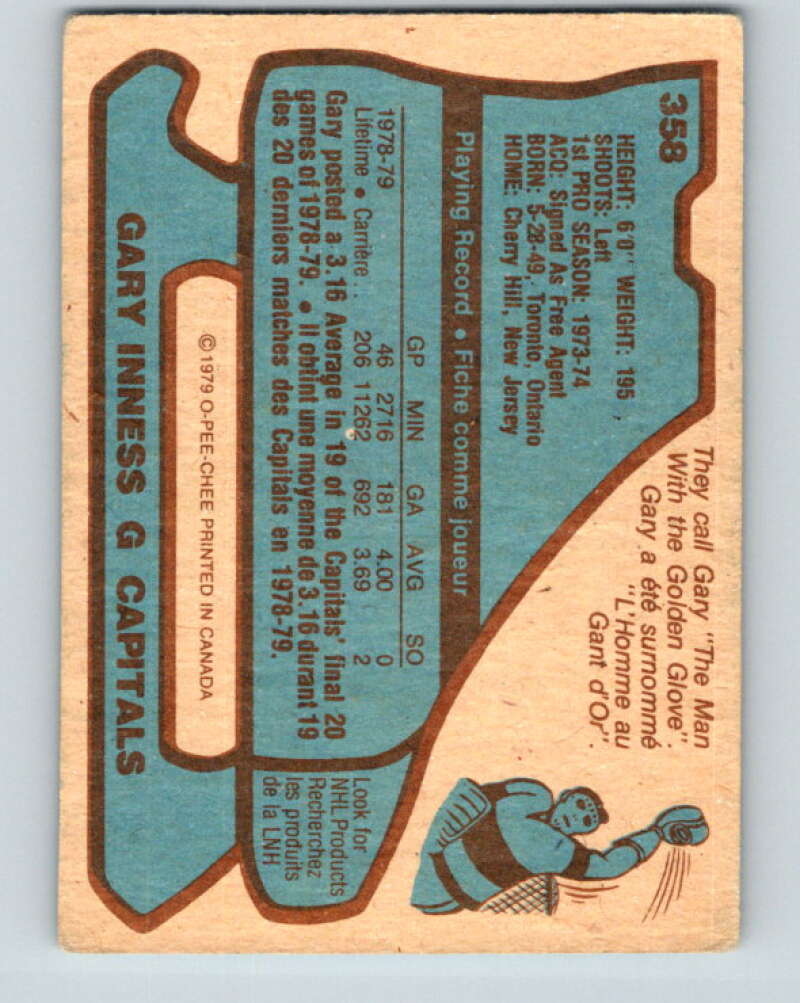 358
HEIGHT: 6'0" WEIGHT: 195
SHOOTS: Left
1st PRO SEASON: 1973-74
ACQ: Signed As Free Agent
BORN: 5-28-49, Toronto, Ontario
HOME: Cherry Hill, New Jersey
They call Gary "The Man
With the Golden Glove".
Gary a été surnommé
"L'Homme au
Gant d'Or".
Playing Record • Fiche comme joueur
GP MIN GA AVG SO
1978-79 46 2716 181 4.00 0
Lifetime • Carrière... 206 11262 692 3.69 2
Gary posted a 3.16 Average in 19 of the Capitals' final 20
games of 1978-79. • Il obtint une moyenne de 3.16 durant 19
des 20 derniers matches des Capitals en 1978-79.
Look for
NHL Products
Recherchez
les produits
de la LNH
©1979 O-PEE-CHEE PRINTED IN CANADA
GARY INNESS G CAPITALS